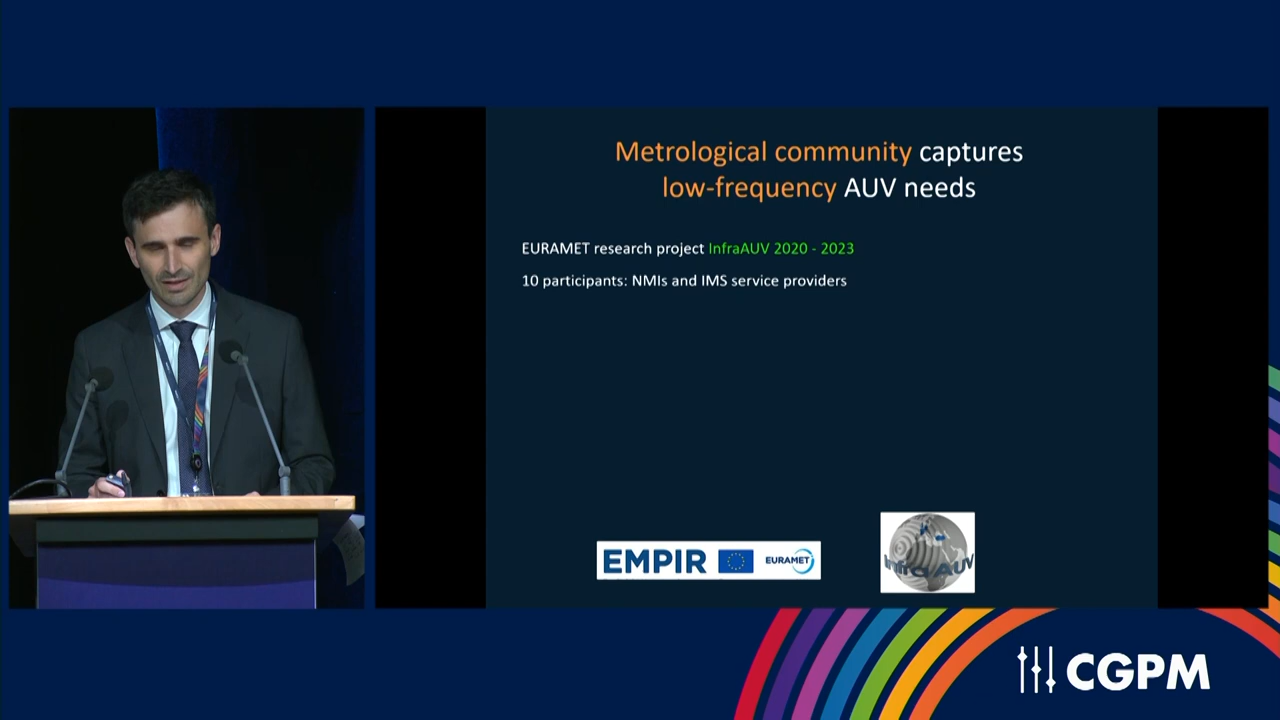 Metrological community captures
low-frequency AUV needs
EURAMET research project InfraAUV 2020 - 2023
10 participants: NMIs and IMS service providers
EMPIR
EURAMET
InfraAUV
CGPM